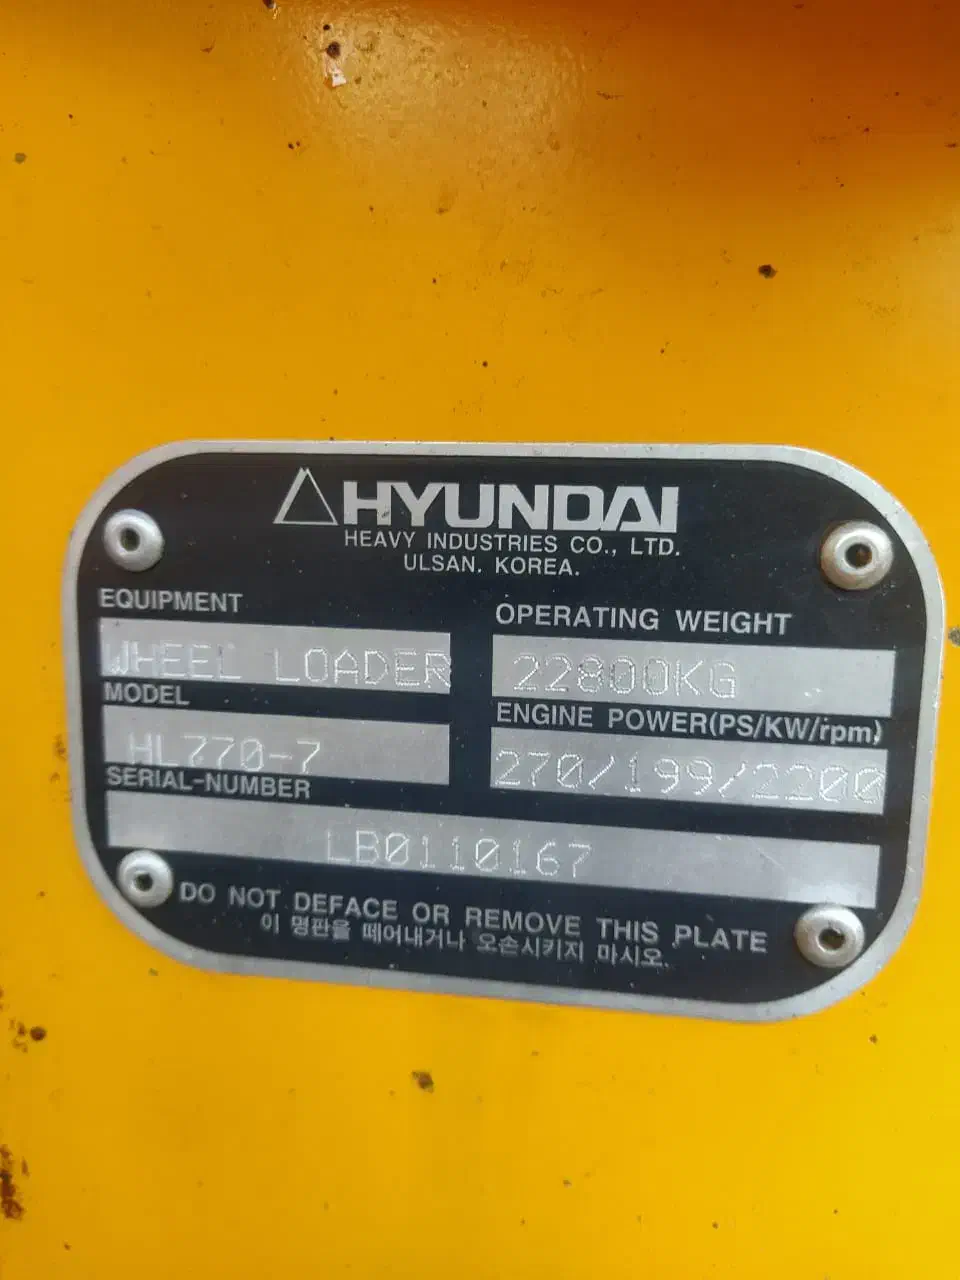 HYUNDAI
HEAVY INDUSTRIES CO., LTD.
ULSAN. KOREA.
EQUIPMENT
WHEEL LOADER
OPERATING WEIGHT
22800KG
MODEL
HL770-7
ENGINE POWER(PS/KW/rpm)
270/199/2200
SERIAL-NUMBER
LB0110167
DO NOT DEFACE OR REMOVE THIS PLATE
이 명판을 떼어내거나 오손시키지 마시오.